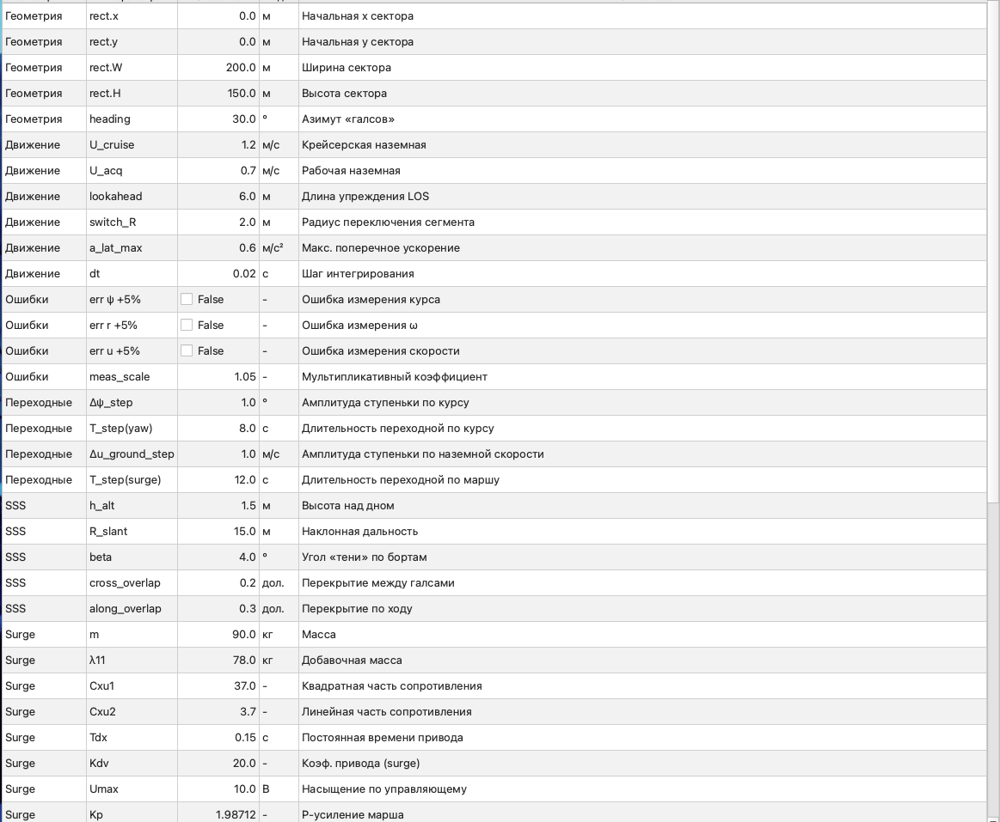 Геометрия rect.x 0.0 м Начальная x сектора
Геометрия rect.y 0.0 м Начальная y сектора
Геометрия rect.W 200.0 м Ширина сектора
Геометрия rect.H 150.0 м Высота сектора
Геометрия heading 30.0 ° Азимут «галсов»
Движение U_cruise 1.2 м/с Крейсерская наземная
Движение U_acq 0.7 м/с Рабочая наземная
Движение lookahead 6.0 м Длина упреждения LOS
Движение switch_R 2.0 м Радиус переключения сегмента
Движение a_lat_max 0.6 м/с² Макс. поперечное ускорение
Движение dt 0.02 с Шаг интегрирования
Ошибки err ψ +5% False - Ошибка измерения курса
Ошибки err r +5% False - Ошибка измерения ω
Ошибки err u +5% False - Ошибка измерения скорости
Ошибки meas_scale 1.05 - Мультипликативный коэффициент
Переходные Δψ_step 1.0 ° Амплитуда ступеньки по курсу
Переходные T_step(yaw) 8.0 с Длительность переходной по курсу
Переходные Δu_ground_step 1.0 м/с Амплитуда ступеньки по наземной скорости
Переходные T_step(surge) 12.0 с Длительность переходной по маршу
SSS h_alt 1.5 м Высота над дном
SSS R_slant 15.0 м Наклонная дальность
SSS beta 4.0 ° Угол «тени» по бортам
SSS cross_overlap 0.2 дол. Перекрытие между галсами
SSS along_overlap 0.3 дол. Перекрытие по ходу
Surge m 90.0 кг Масса
Surge λ11 78.0 кг Добавочная масса
Surge Cxu1 37.0 - Квадратная часть сопротивления
Surge Cxu2 3.7 - Линейная часть сопротивления
Surge Tdx 0.15 с Постоянная времени привода
Surge Kdv 20.0 - Коэф. привода (surge)
Surge Umax 10.0 В Насыщение по управляющему
Surge Kp 1.98712 - P-усиление марша